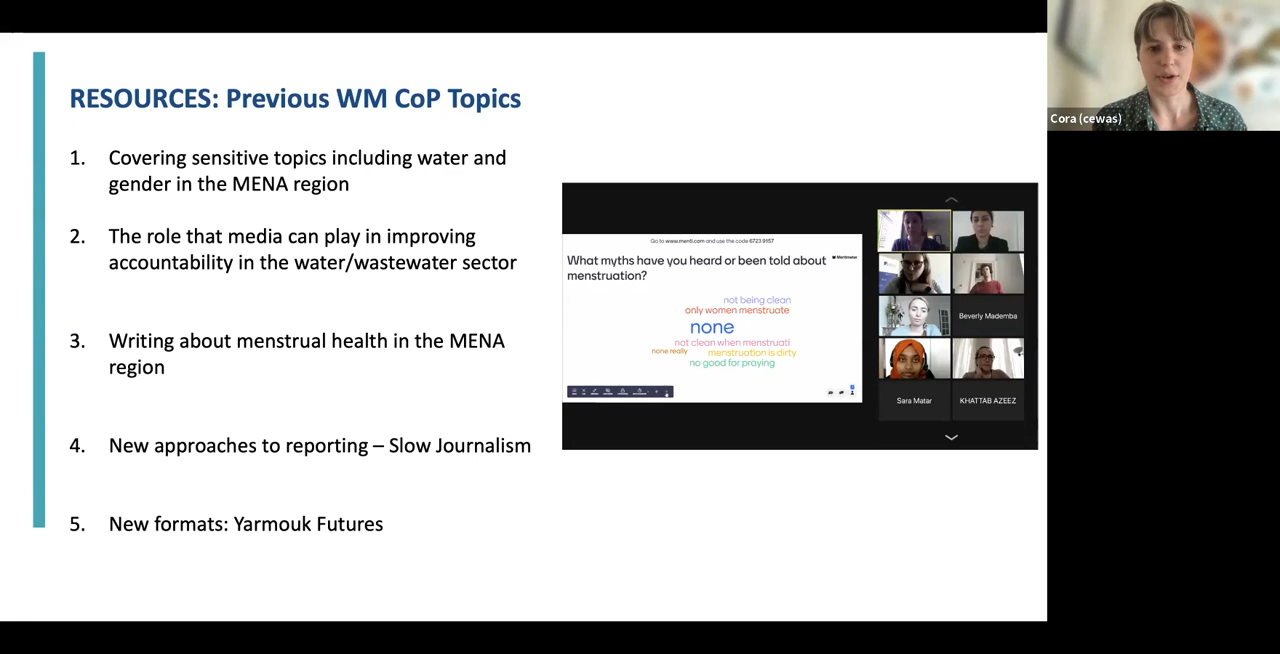 RESOURCES: Previous WM CoP Topics
1. Covering sensitive topics including water and
gender in the MENA region
2. The role that media can play in improving
accountability in the water/wastewater sector
3. Writing about menstrual health in the MENA
region
4. New approaches to reporting – Slow Journalism
5. New formats: Yarmouk Futures
Go to www.menti.com and use the code 6723 9157
What myths have you heard or been told about
menstruation?
Mentimeter
not being clean
only women menstruate
none
not clean when menstruati
none really
menstruation is dirty
no good for praying
Beverly Mademba
Sara Matar
KHATTAB AZEEZ
Cora (cewas)